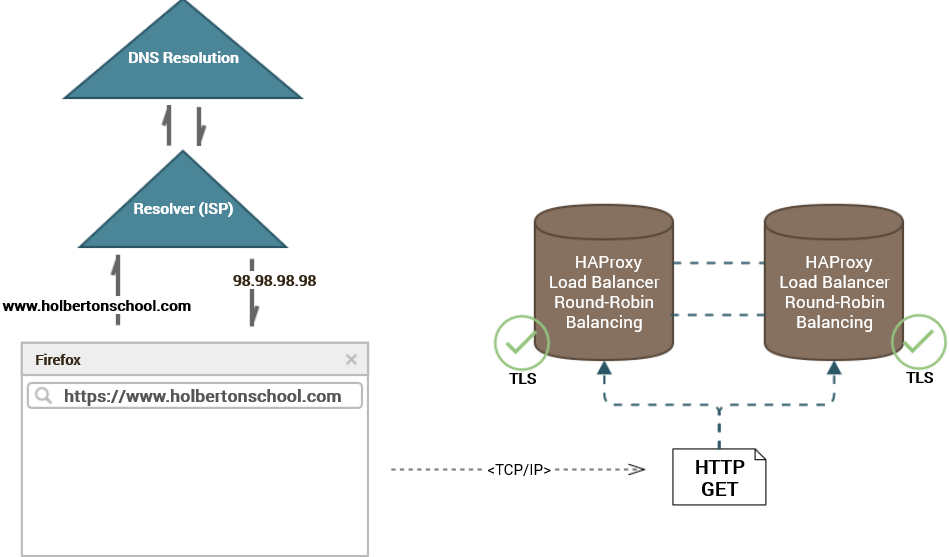 DNS Resolution
Resolver (ISP)
98.98.98.98
www.holbertonschool.com
Firefox
https://www.holbertonschool.com
<TCP/IP>
HAProxy
Load Balancer
Round-Robin
Balancing
TLS
HAProxy
Load Balancer
Round-Robin
Balancing
TLS
HTTP
GET